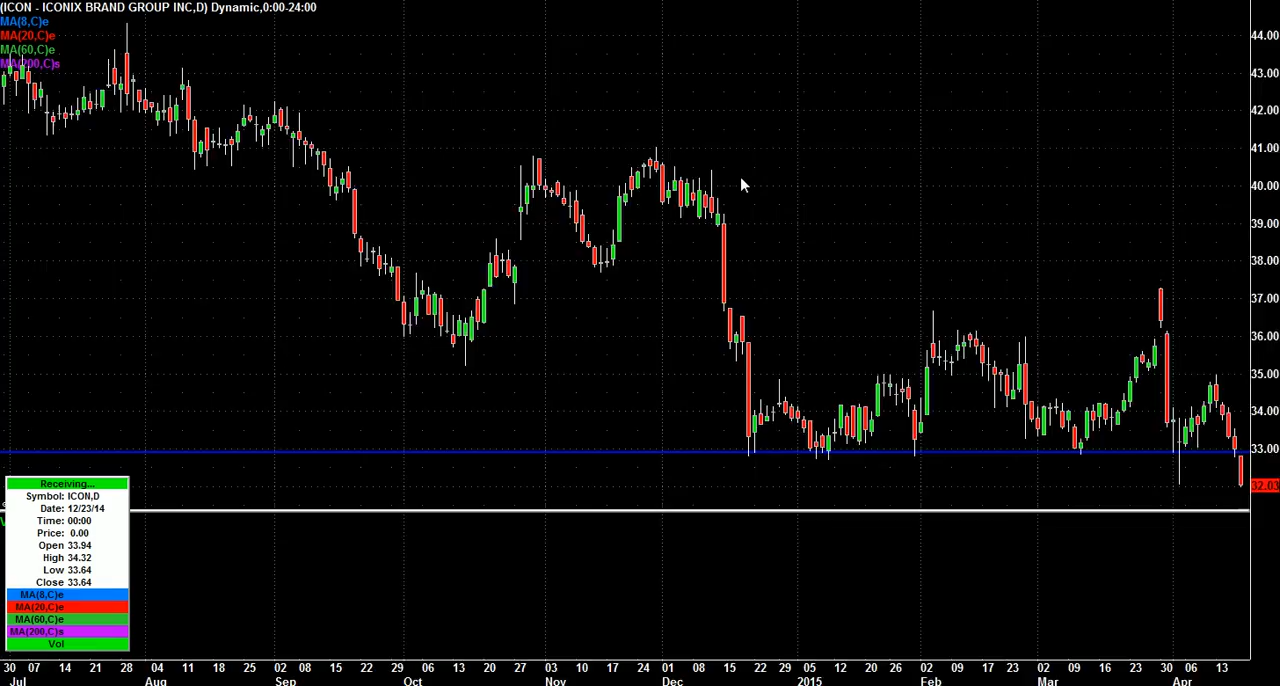 (ICON - ICONIX BRAND GROUP INC,D) Dynamic,0:00-24:00
MA(8,C)e
MA(20,C)e
MA(60,C)e
MA(200,C)s
44.00
43.00
42.00
41.00
40.00
39.00
38.00
37.00
36.00
35.00
34.00
33.00
32.03
Receiving...
Symbol: ICON,D
Date: 12/23/14
Time: 00:00
Price: 0.00
Open 33.94
High 34.32
Low 33.64
Close 33.64
MA(8,C)e
MA(20,C)e
MA(60,C)e
MA(200,C)s
Vol
30 07 14 21 28 04 11 18 25 02 08 15 22 29 06 13 20 27 03 10 17 24 01 08 15 22 29 05 12 20 26 02 09 17 23 02 09 16 23 30 06 13
Jul Aug Sep Oct Nov Dec 2015 Feb Mar Apr